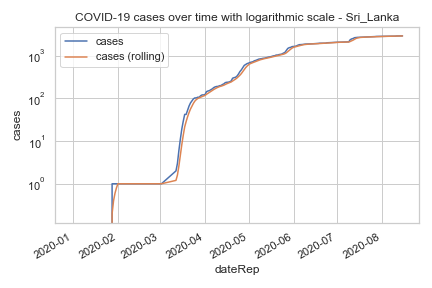 COVID-19 cases over time with logarithmic scale - Sri_Lanka
cases
cases (rolling)
10³
10²
10¹
10⁰
cases
2020-01
2020-02
2020-03
2020-04
2020-05
2020-06
2020-07
2020-08
dateRep